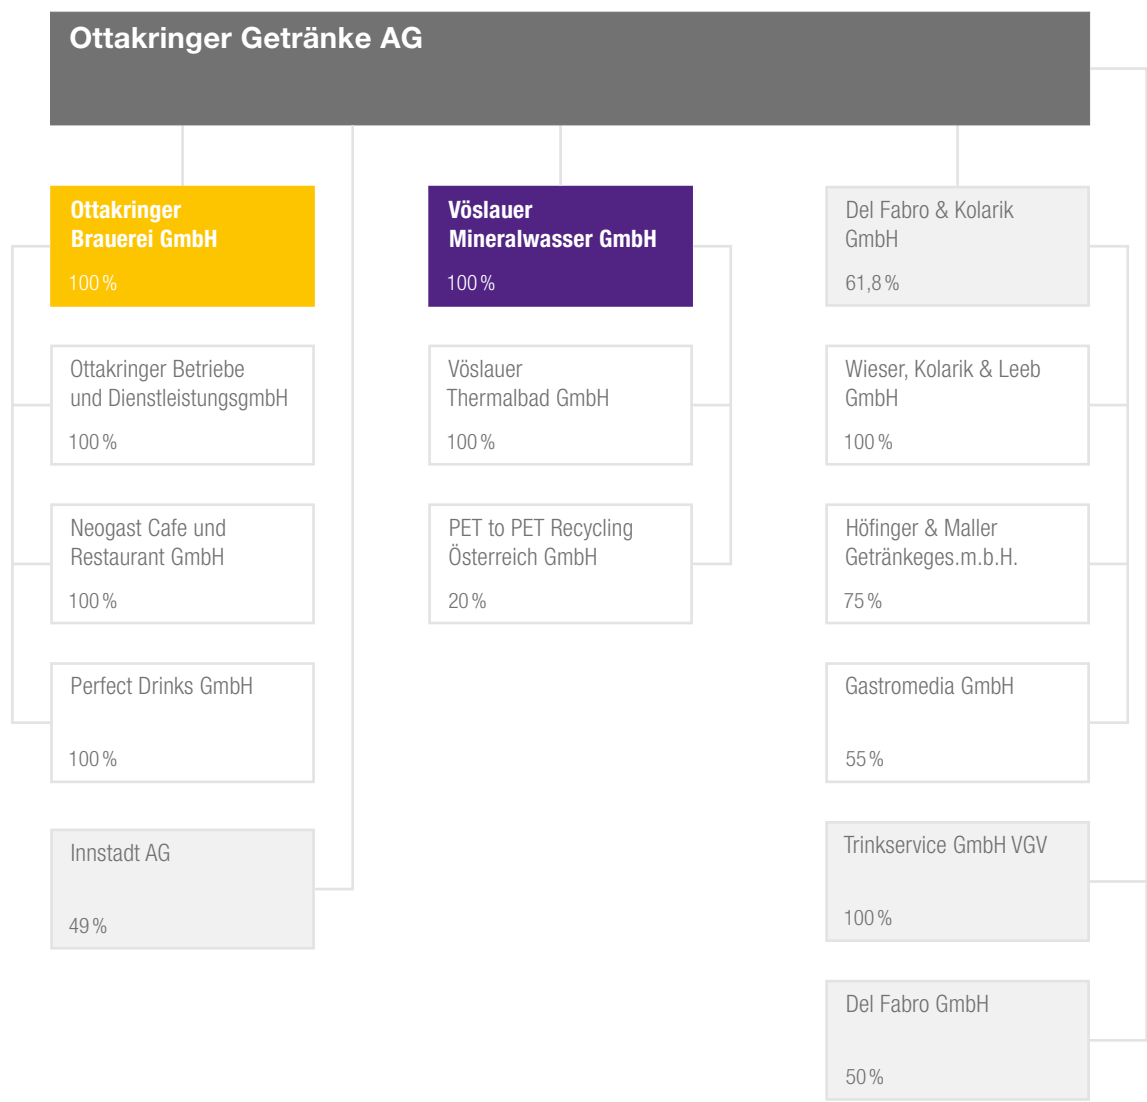 Ottakringer Getränke AG
Ottakringer
Brauerei GmbH
100 %
Ottakringer Betriebe
und DienstleistungsgmbH
100 %
Neogast Cafe und
Restaurant GmbH
100 %
Perfect Drinks GmbH
100 %
Innstadt AG
49 %
Vöslauer
Mineralwasser GmbH
100 %
Vöslauer
Thermalbad GmbH
100 %
PET to PET Recycling
Österreich GmbH
20 %
Del Fabro & Kolarik
GmbH
61,8 %
Wieser, Kolarik & Leeb
GmbH
100 %
Höfinger & Maller
Getränkeges.m.b.H.
75 %
Gastromedia GmbH
55 %
Trinkservice GmbH VGV
100 %
Del Fabro GmbH
50 %